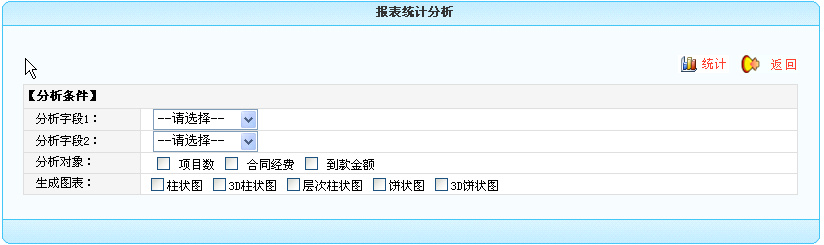 报表统计分析
统计 返回
【分析条件】
分析字段1： --请选择--
分析字段2： --请选择--
分析对象： 项目数 合同经费 到款金额
生成图表： 柱状图 3D柱状图 层次柱状图 饼状图 3D饼状图